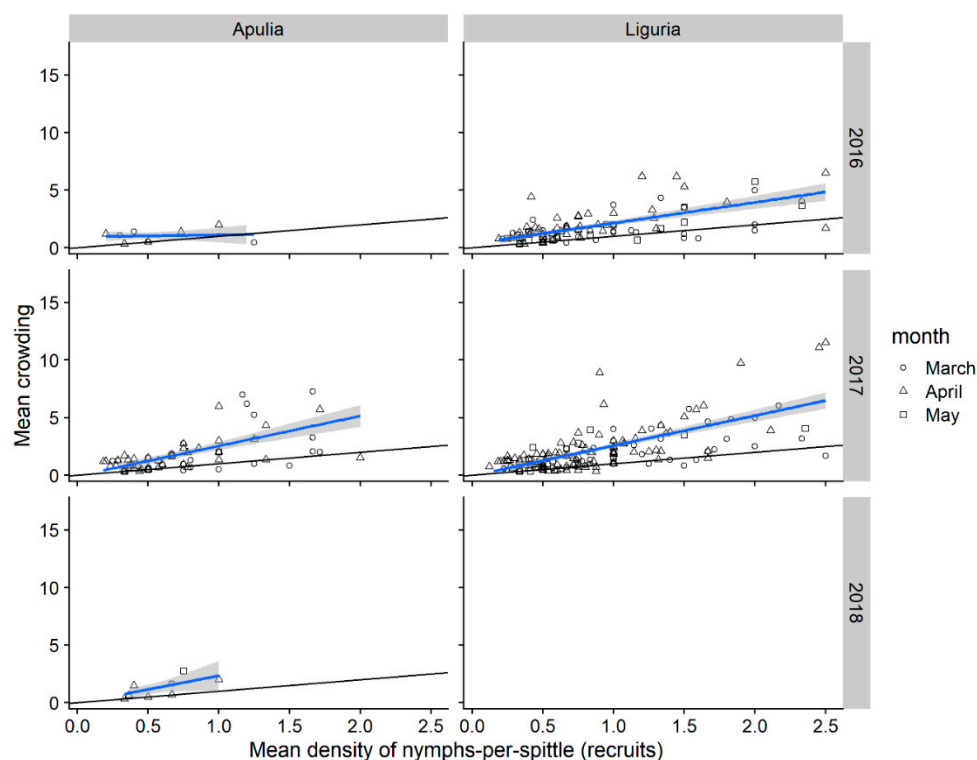 Apulia Liguria
15
10
5
0
2016
15
10
5
0
2017
15
10
5
0
2018
Mean crowding
0.0 0.5 1.0 1.5 2.0 2.5 0.0 0.5 1.0 1.5 2.0 2.5
Mean density of nymphs-per-spittle (recruits)
month
March
April
May